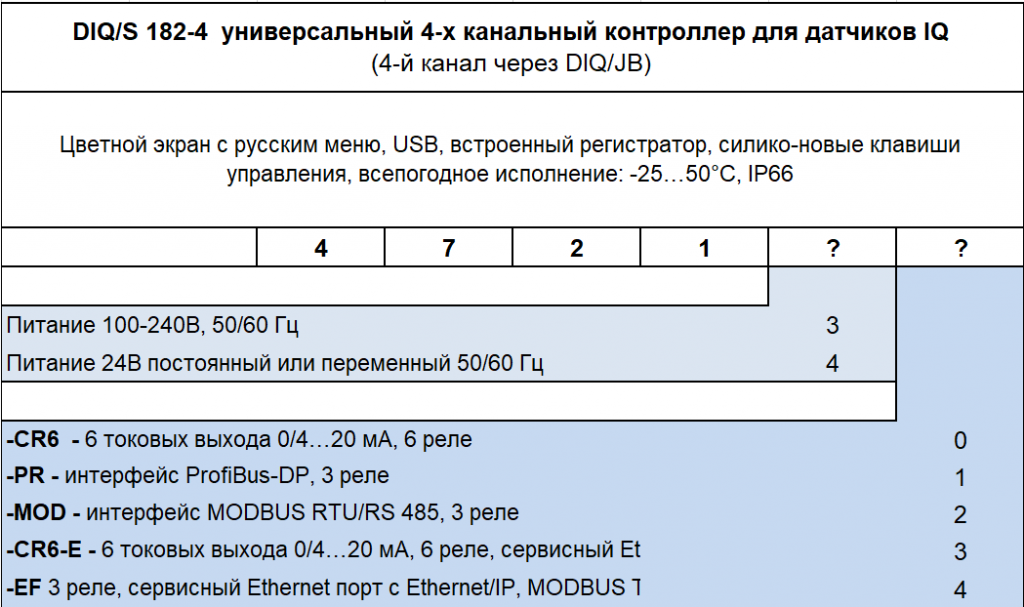 DIQ/S 182-4 универсальный 4-х канальный контроллер для датчиков IQ
(4-й канал через DIQ/JB)
Цветной экран с русским меню, USB, встроенный регистратор, силико-новые клавиши
управления, всепогодное исполнение: -25…50°С, IP66
4 7 2 1 ? ?
Питание 100-240В, 50/60 Гц 3
Питание 24В постоянный или переменный 50/60 Гц 4
-CR6 - 6 токовых выхода 0/4…20 мА, 6 реле 0
-PR - интерфейс ProfiBus-DP, 3 реле 1
-MOD - интерфейс MODBUS RTU/RS 485, 3 реле 2
-CR6-E - 6 токовых выхода 0/4…20 мА, 6 реле, сервисный Et 3
-EF 3 реле, сервисный Ethernet порт с Ethernet/IP, MODBUS T 4